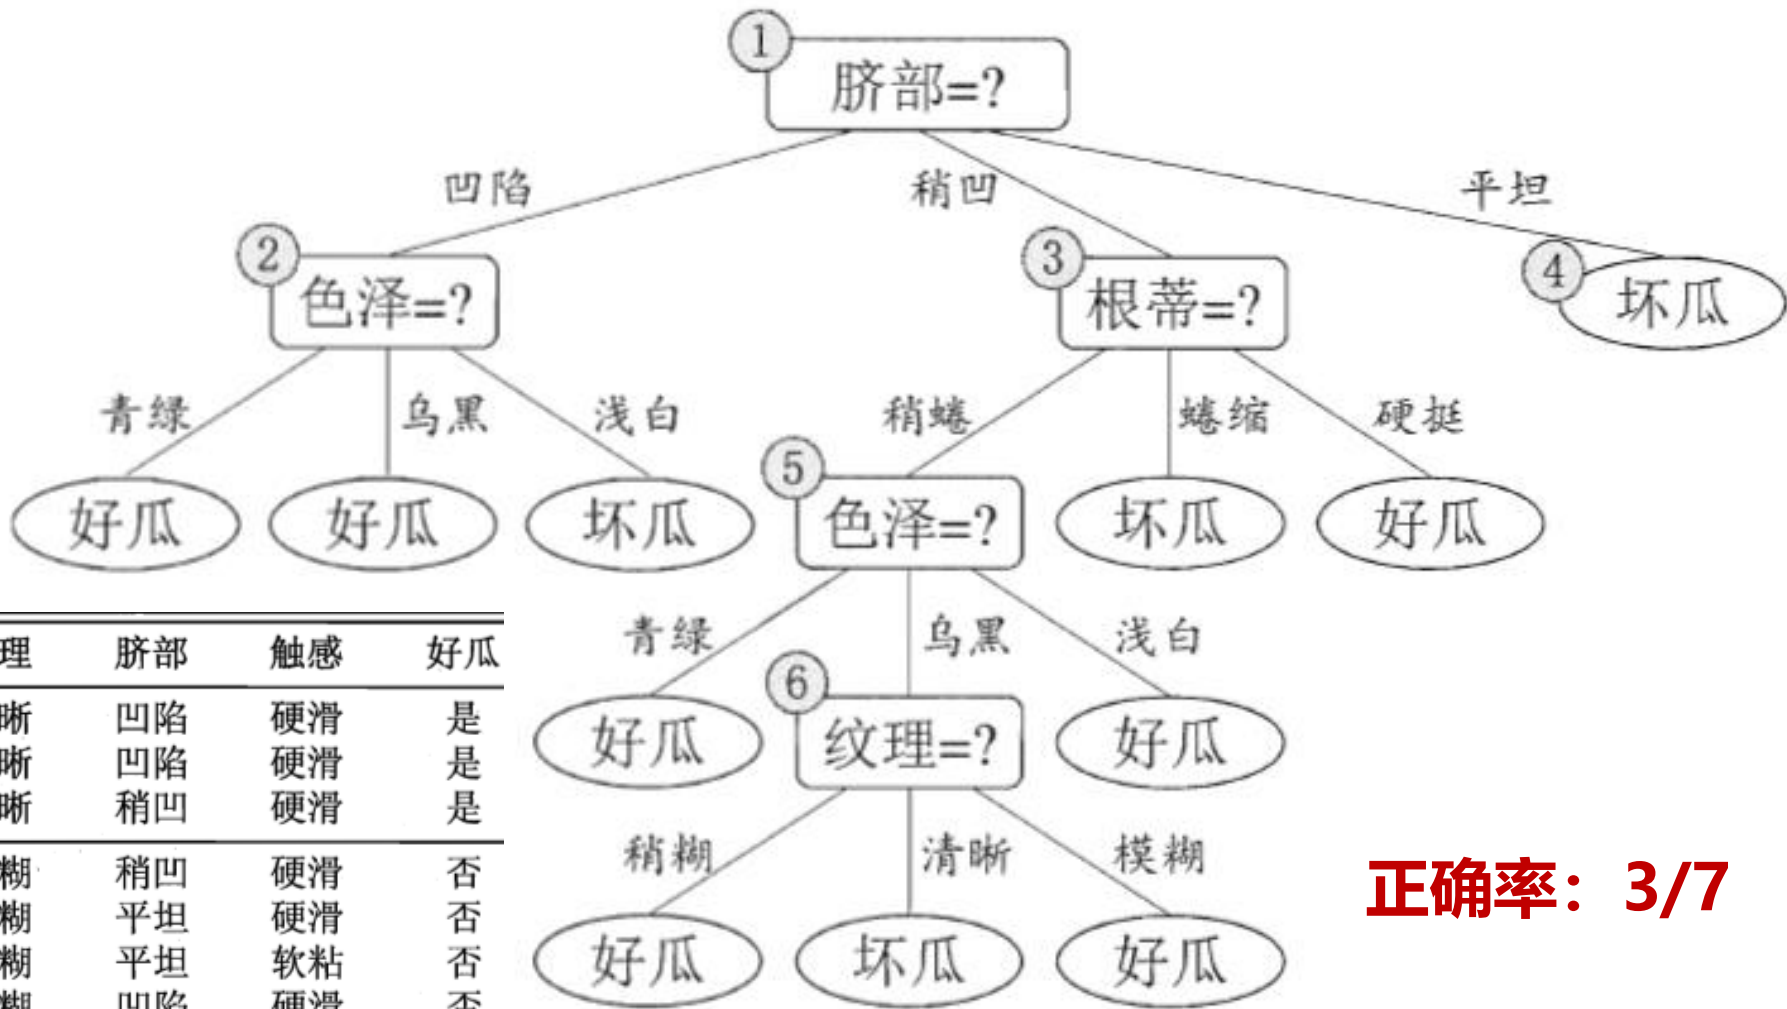 1
脐部=?
凹陷
稍凹
平坦
2
色泽=?
3
根蒂=?
4
坏瓜
青绿
乌黑
浅白
稍蜷
蜷缩
硬挺
好瓜
好瓜
坏瓜
5
色泽=?
坏瓜
好瓜
青绿
乌黑
浅白
好瓜
6
纹理=?
好瓜
稍糊
清晰
模糊
好瓜
坏瓜
好瓜
理 脐部 触感 好瓜
晰 凹陷 硬滑 是
晰 凹陷 硬滑 是
晰 稍凹 硬滑 是
糊 稍凹 硬滑 否
糊 平坦 硬滑 否
糊 平坦 软粘 否
糊 凹陷 硬滑 否
正确率：3/7